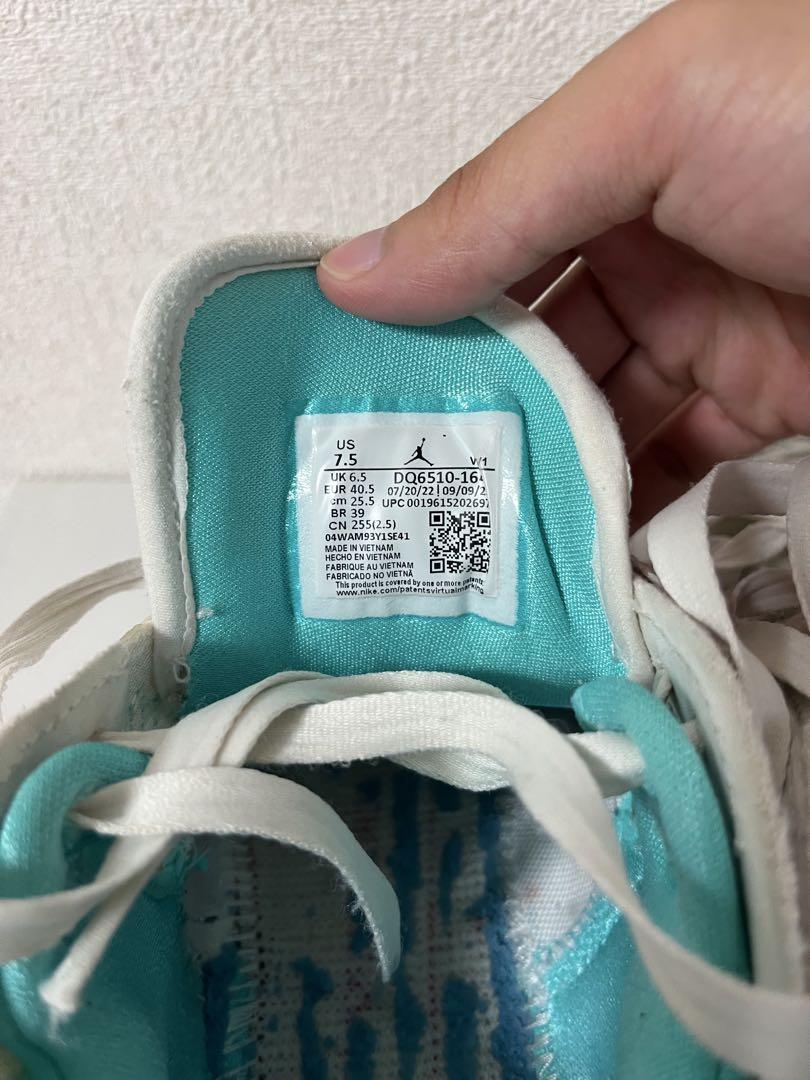 US
7.5 W1
UK 6.5 DQ6510-164
EUR 40.5 07/20/22 | 09/09/2
cm 25.5 UPC 0019615202697
BR 39
CN 255(2.5)
04WAM93Y1SE41
MADE IN VIETNAM
HECHO EN VIETNAM
FABRIQUE AU VIETNAM
FABRICADO NO VIETNÃ
This product is covered by one or more patents
www.nike.com/patentsvirtualmarking